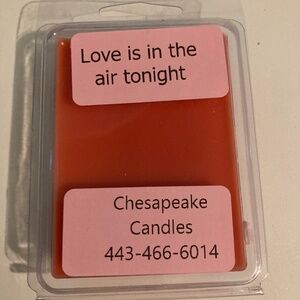 Love is in the
air tonight
Chesapeake
Candles
443-466-6014